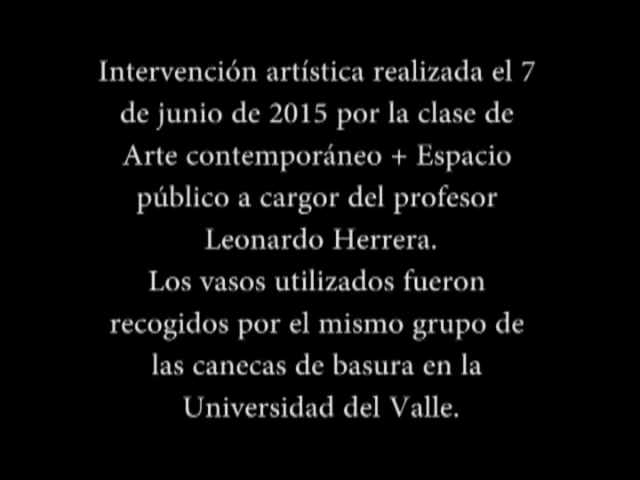 Intervención artística realizada el 7
de junio de 2015 por la clase de
Arte contemporáneo + Espacio
público a cargor del profesor
Leonardo Herrera.
Los vasos utilizados fueron
recogidos por el mismo grupo de
las canecas de basura en la
Universidad del Valle.